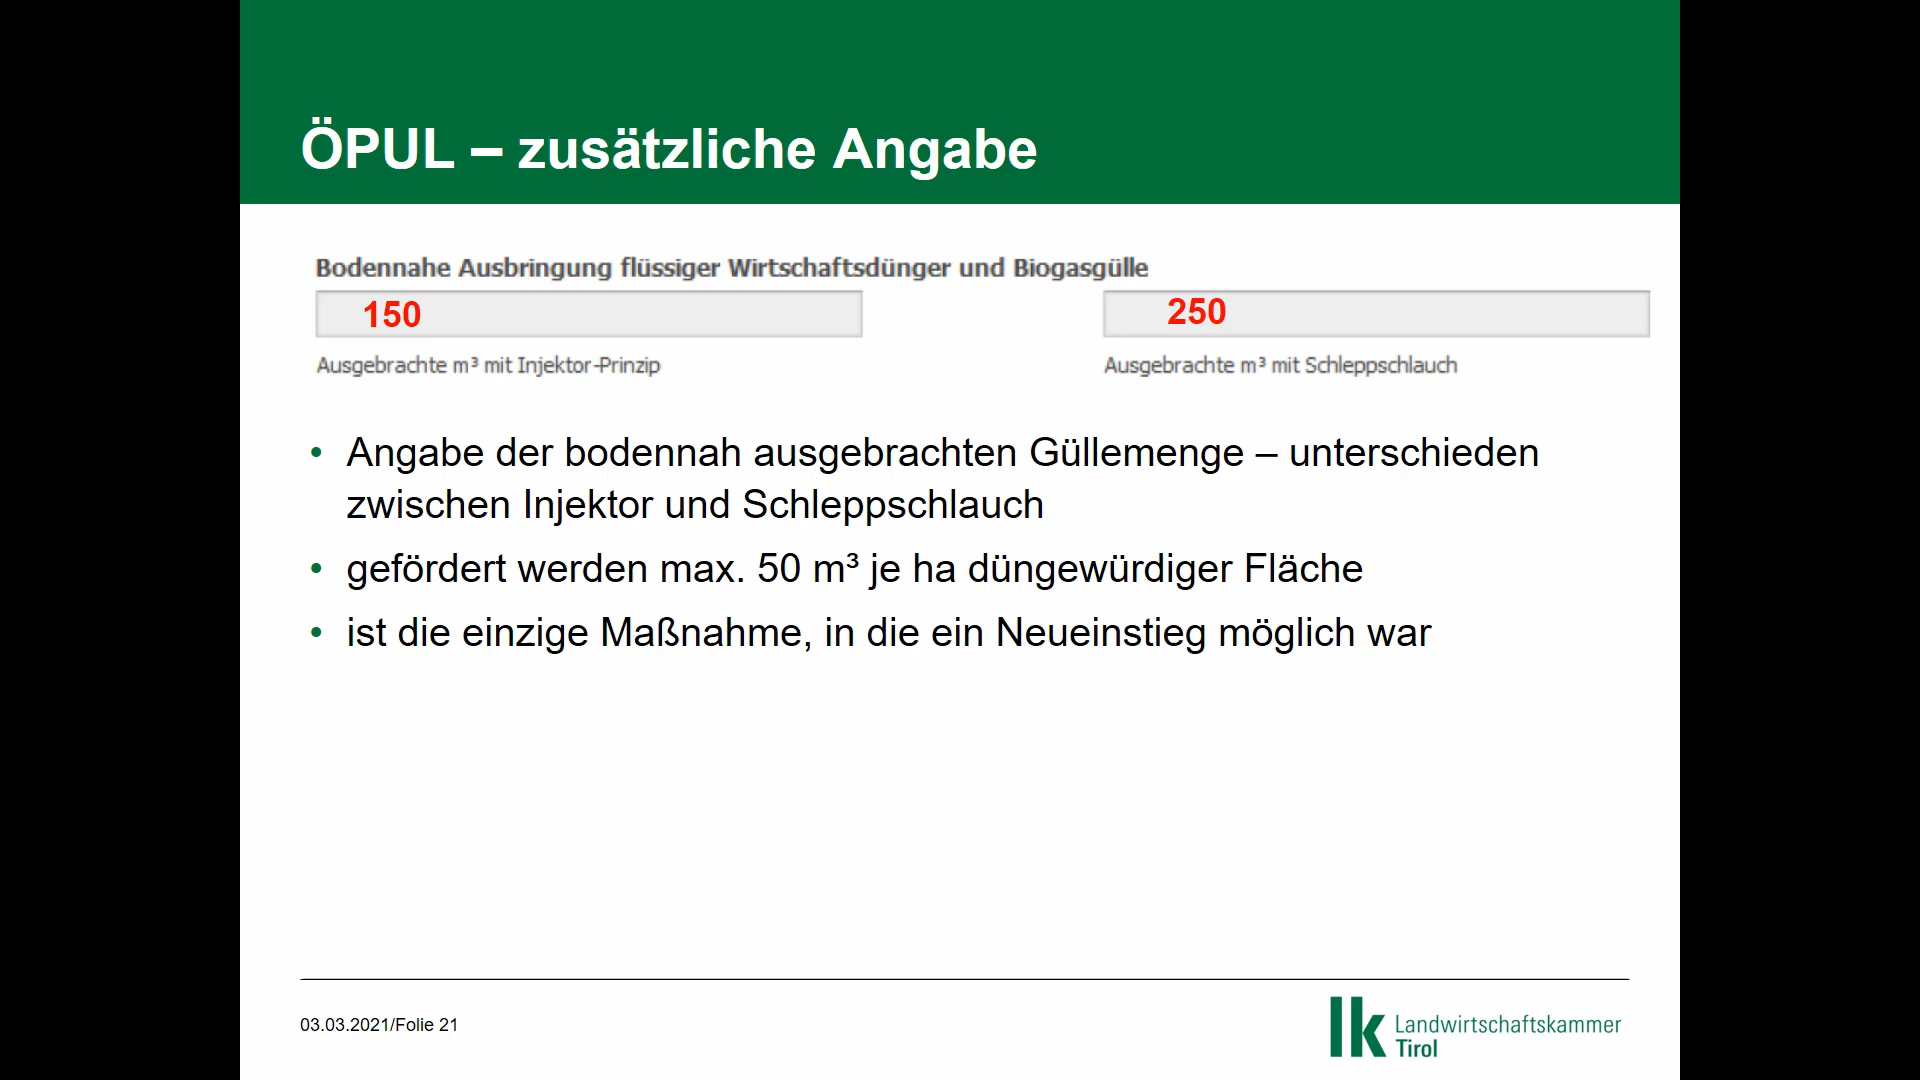 ÖPUL – zusätzliche Angabe
Bodennahe Ausbringung flüssiger Wirtschaftsdünger und Biogasgülle
150
250
Ausgebrachte m³ mit Injektor-Prinzip
Ausgebrachte m³ mit Schleppschlauch
• Angabe der bodennah ausgebrachten Güllemenge – unterschieden
zwischen Injektor und Schleppschlauch
• gefördert werden max. 50 m³ je ha düngewürdiger Fläche
• ist die einzige Maßnahme, in die ein Neueinstieg möglich war
03.03.2021/Folie 21
lk Landwirtschaftskammer
Tirol